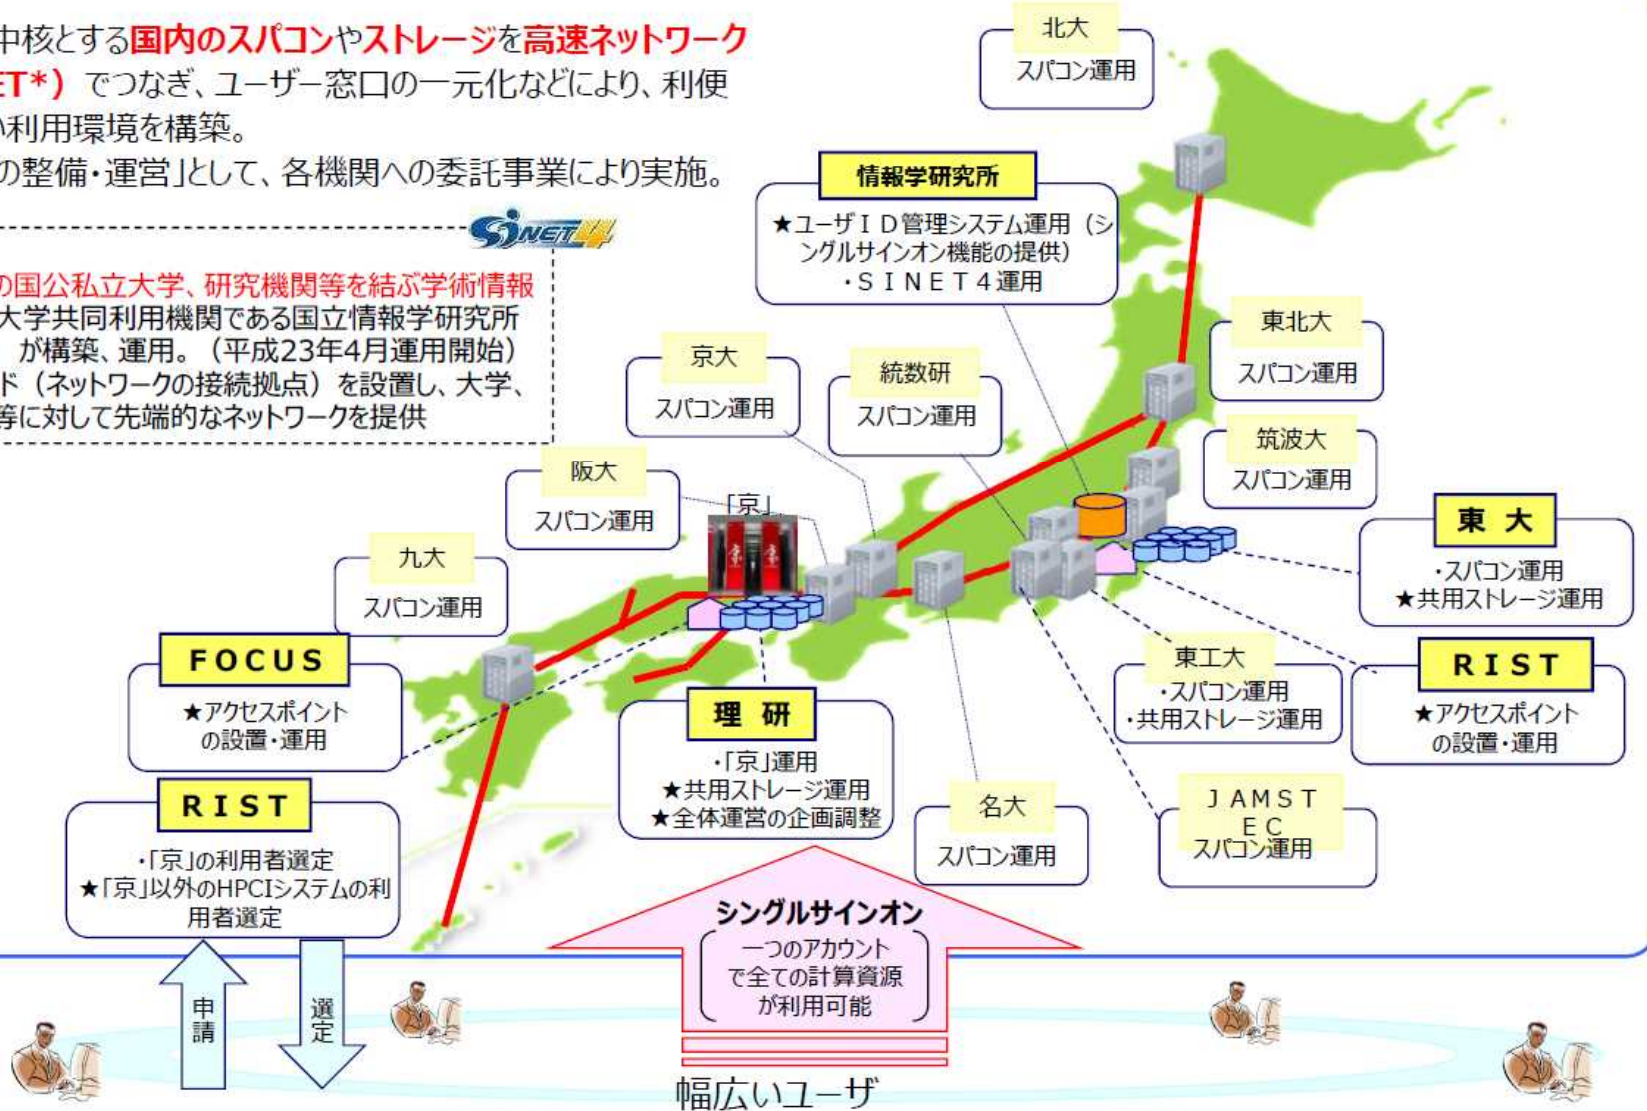 中核とする国内のスパコンやストレージを高速ネットワーク
ET*）でつなぎ、ユーザー窓口の一元化などにより、利便
い利用環境を構築。
の整備・運営」として、各機関への委託事業により実施。
SiNET4
の国公私立大学、研究機関等を結ぶ学術情報
大学共同利用機関である国立情報学研究所
が構築、運用。（平成23年4月運用開始）
ド（ネットワークの接続拠点）を設置し、大学、
等に対して先端的なネットワークを提供
北大
スパコン運用
情報学研究所
★ユーザＩＤ管理システム運用（シ
ングルサインオン機能の提供）
・ＳＩＮＥＴ４運用
東北大
スパコン運用
京大
スパコン運用
統数研
スパコン運用
筑波大
スパコン運用
阪大
スパコン運用
「京」
東 大
・スパコン運用
★共用ストレージ運用
九大
スパコン運用
ＦＯＣＵＳ
★アクセスポイント
の設置・運用
理 研
・「京」運用
★共用ストレージ運用
★全体運営の企画調整
東工大
・スパコン運用
・共用ストレージ運用
ＲＩＳＴ
★アクセスポイント
の設置・運用
ＲＩＳＴ
・「京」の利用者選定
★「京」以外のHPCIシステムの利
用者選定
名大
スパコン運用
ＪＡＭＳＴ
ＥＣ
スパコン運用
シングルサインオン
一つのアカウント
で全ての計算資源
が利用可能
申請
選定
幅広いユーザ